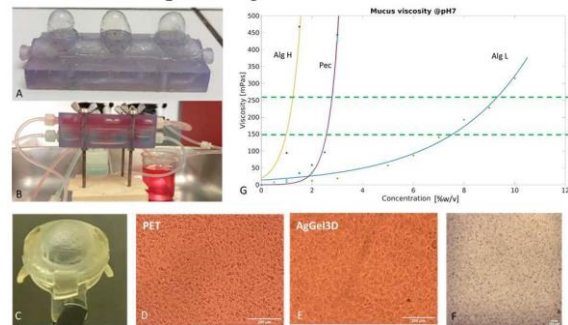 A
B
Mucus viscosity @pH7
Alg H
Pec
Alg L
Viscosity [mPas]
500
450
400
350
300
250
200
150
100
50
0
0
2
4
6
8
10
12
Concentration [%w/v]
G
C
PET
D
AgGel3D
E
F